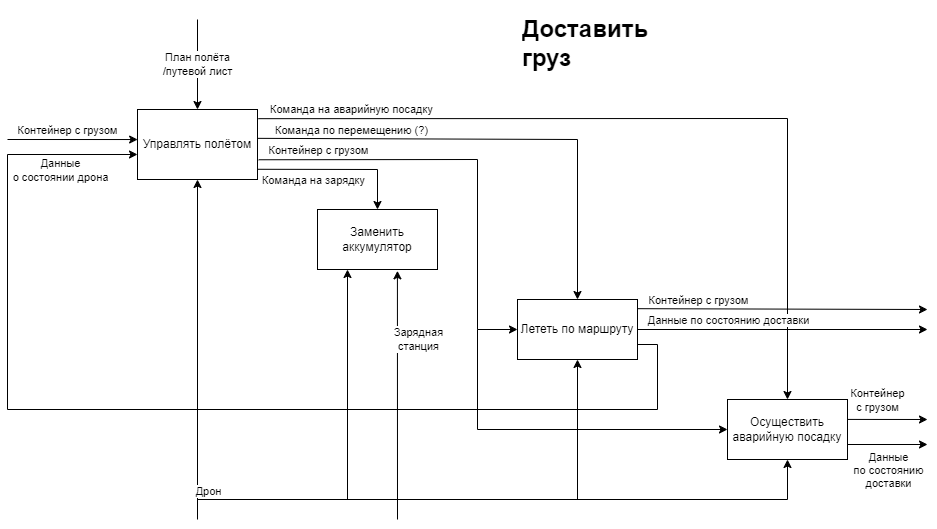 Доставить
груз
План полёта
/путевой лист
Команда на аварийную посадку
Контейнер с грузом
Управлять полётом
Команда по перемещению (?)
Контейнер с грузом
Данные
о состоянии дрона
Команда на зарядку
Заменить
аккумулятор
Контейнер с грузом
Данные по состоянию доставки
Лететь по маршруту
Зарядная
станция
Контейнер
с грузом
Осуществить
аварийную посадку
Данные
по состоянию
доставки
Дрон